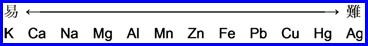 易 ←→ 難
K Ca Na Mg Al Mn Zn Fe Pb Cu Hg Ag